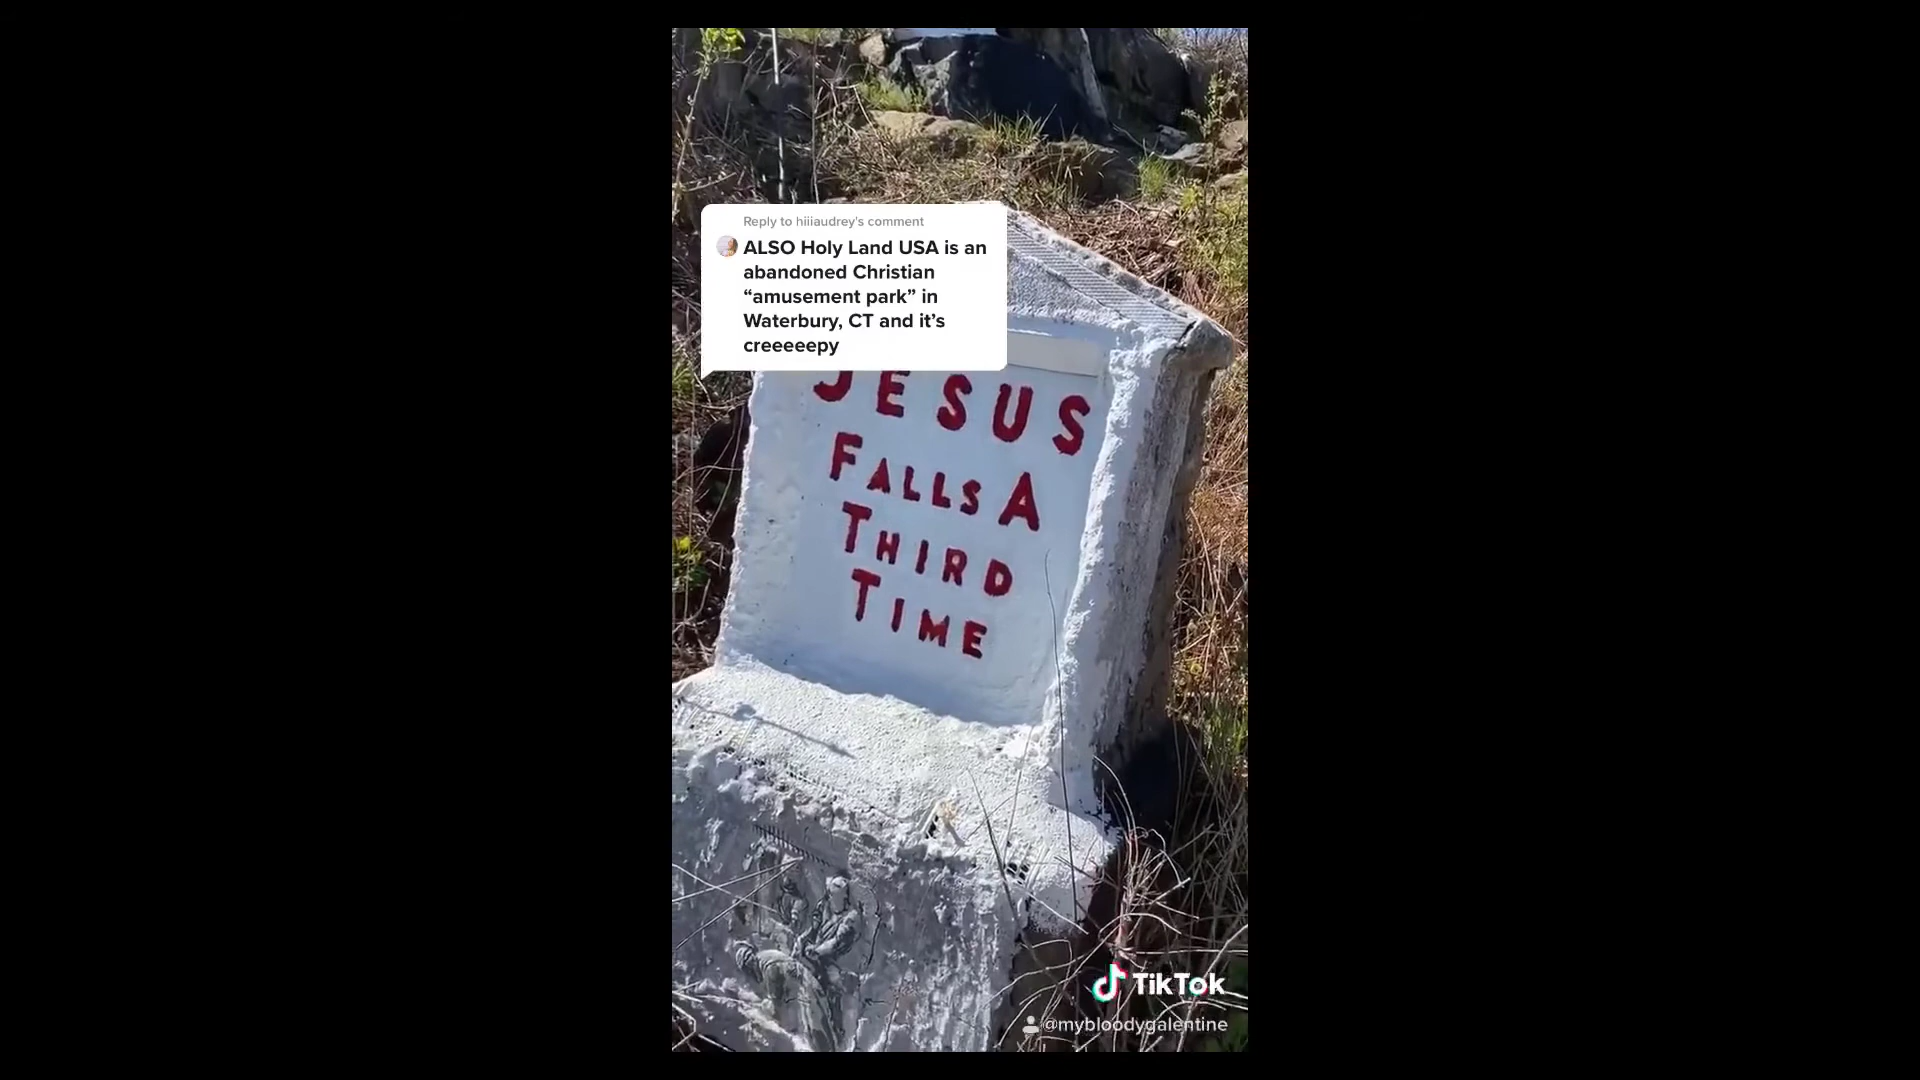 Reply to hiiiaudrey's comment
ALSO Holy Land USA is an
abandoned Christian
“amusement park” in
Waterbury, CT and it’s
creeeeepy
JESUS
FALLS A
THIRD
TIME
TikTok
@mybloodygalentine